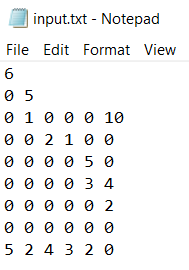 input.txt - Notepad
File Edit Format View
6
0 5
0 1 0 0 0 10
0 0 2 1 0 0
0 0 0 0 5 0
0 0 0 0 3 4
0 0 0 0 0 2
0 0 0 0 0 0
5 2 4 3 2 0